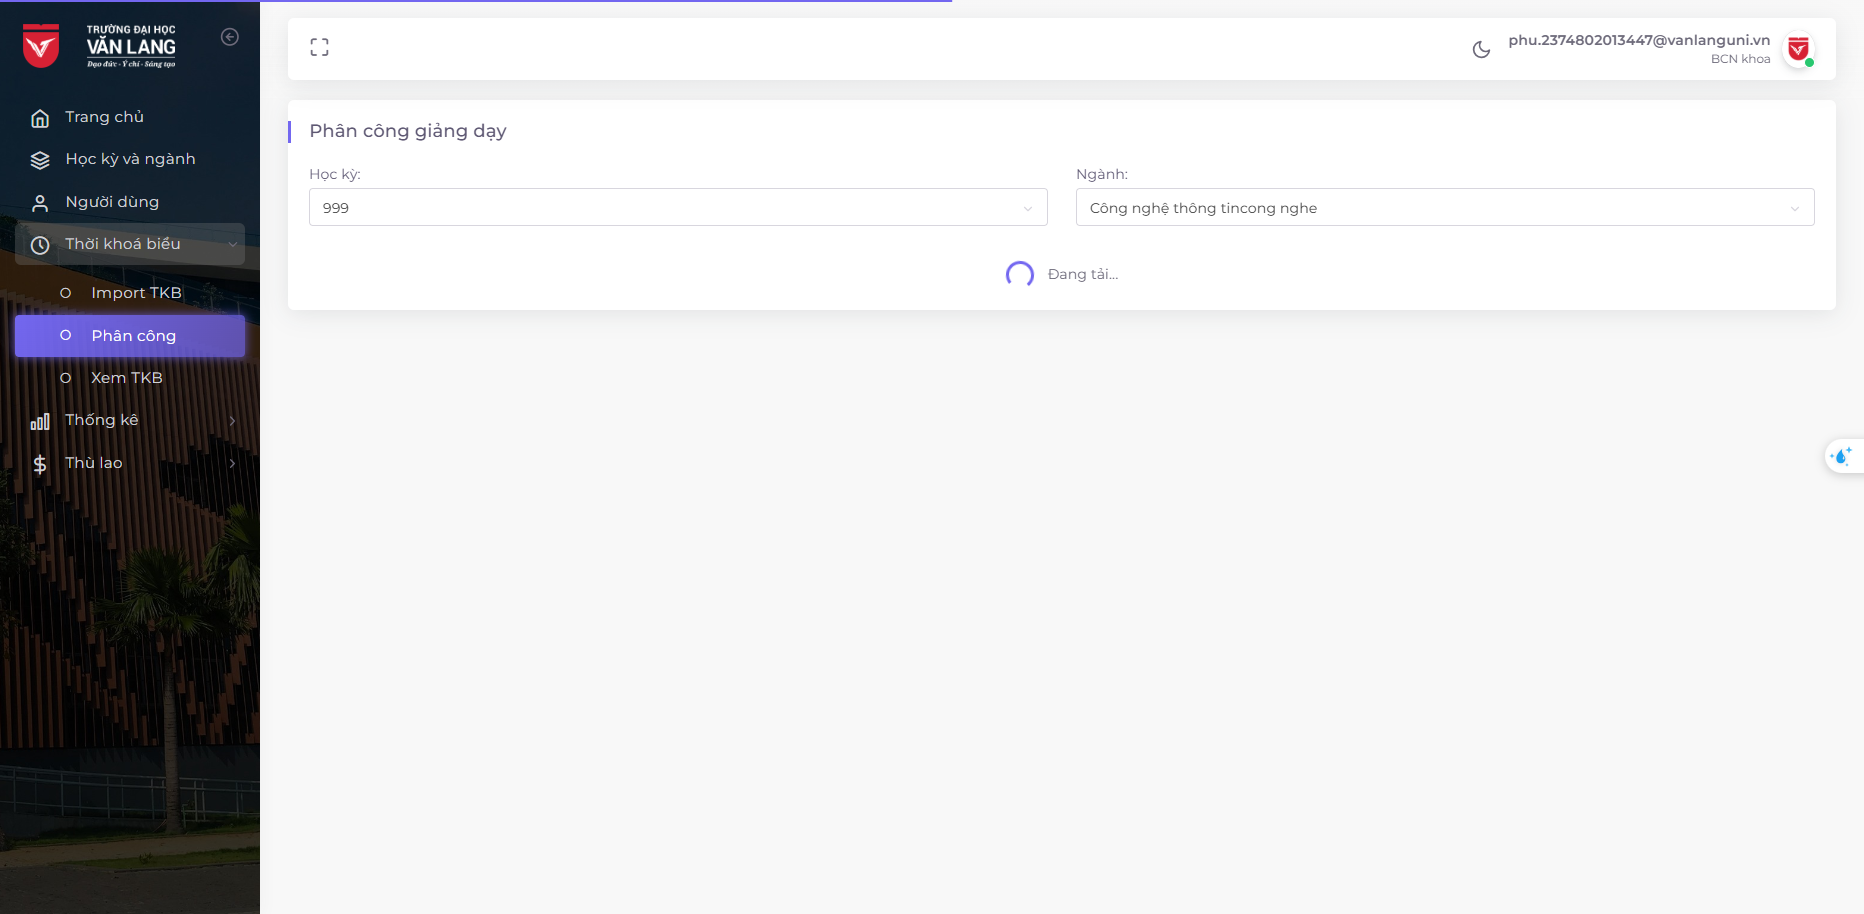 TRƯỜNG ĐẠI HỌC
VĂN LANG
Đạo đức - Ý chí - Sáng tạo
Trang chủ
Học kỳ và ngành
Người dùng
Thời khoá biểu
Import TKB
Phân công
Xem TKB
Thống kê
Thù lao
phu.2374802013447@vanlanguni.vn
BCN khoa
Phân công giảng dạy
Học kỳ:
999
Ngành:
Công nghệ thông tincong nghe
Đang tải...